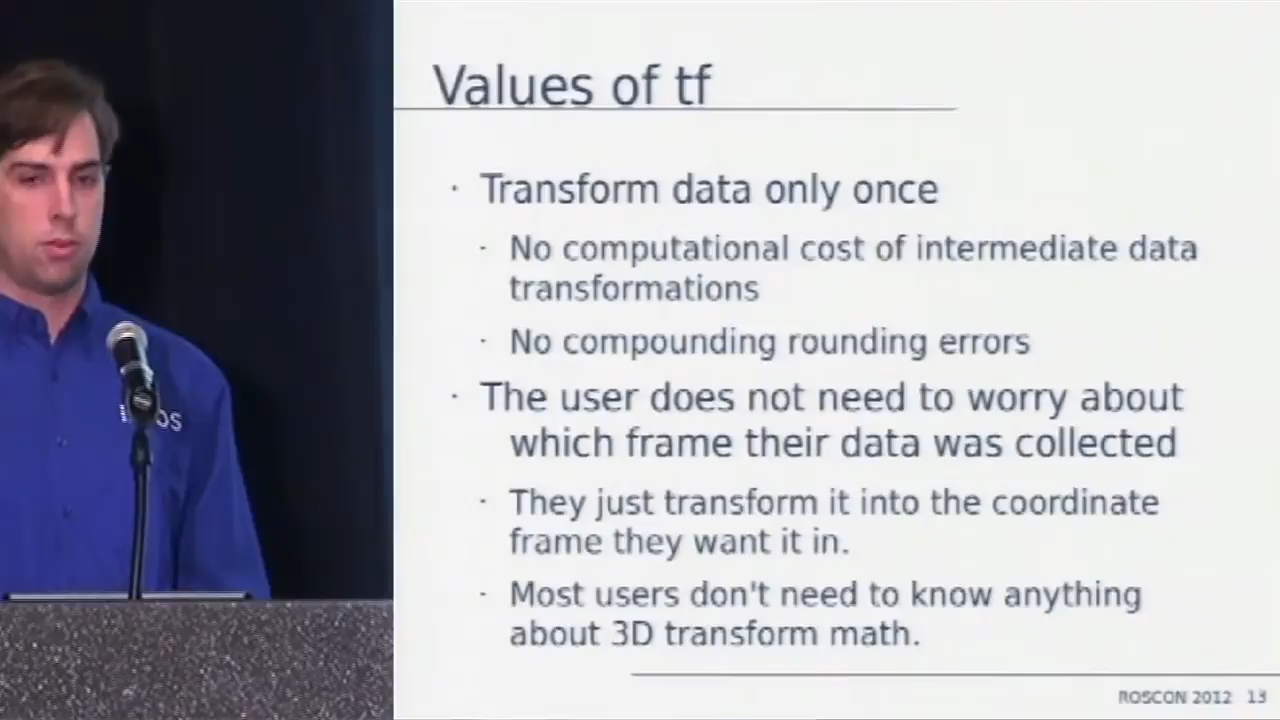 Values of tf
· Transform data only once
· No computational cost of intermediate data
transformations
· No compounding rounding errors
· The user does not need to worry about
which frame their data was collected
· They just transform it into the coordinate
frame they want it in.
· Most users don't need to know anything
about 3D transform math.
ROSCON 2012 13